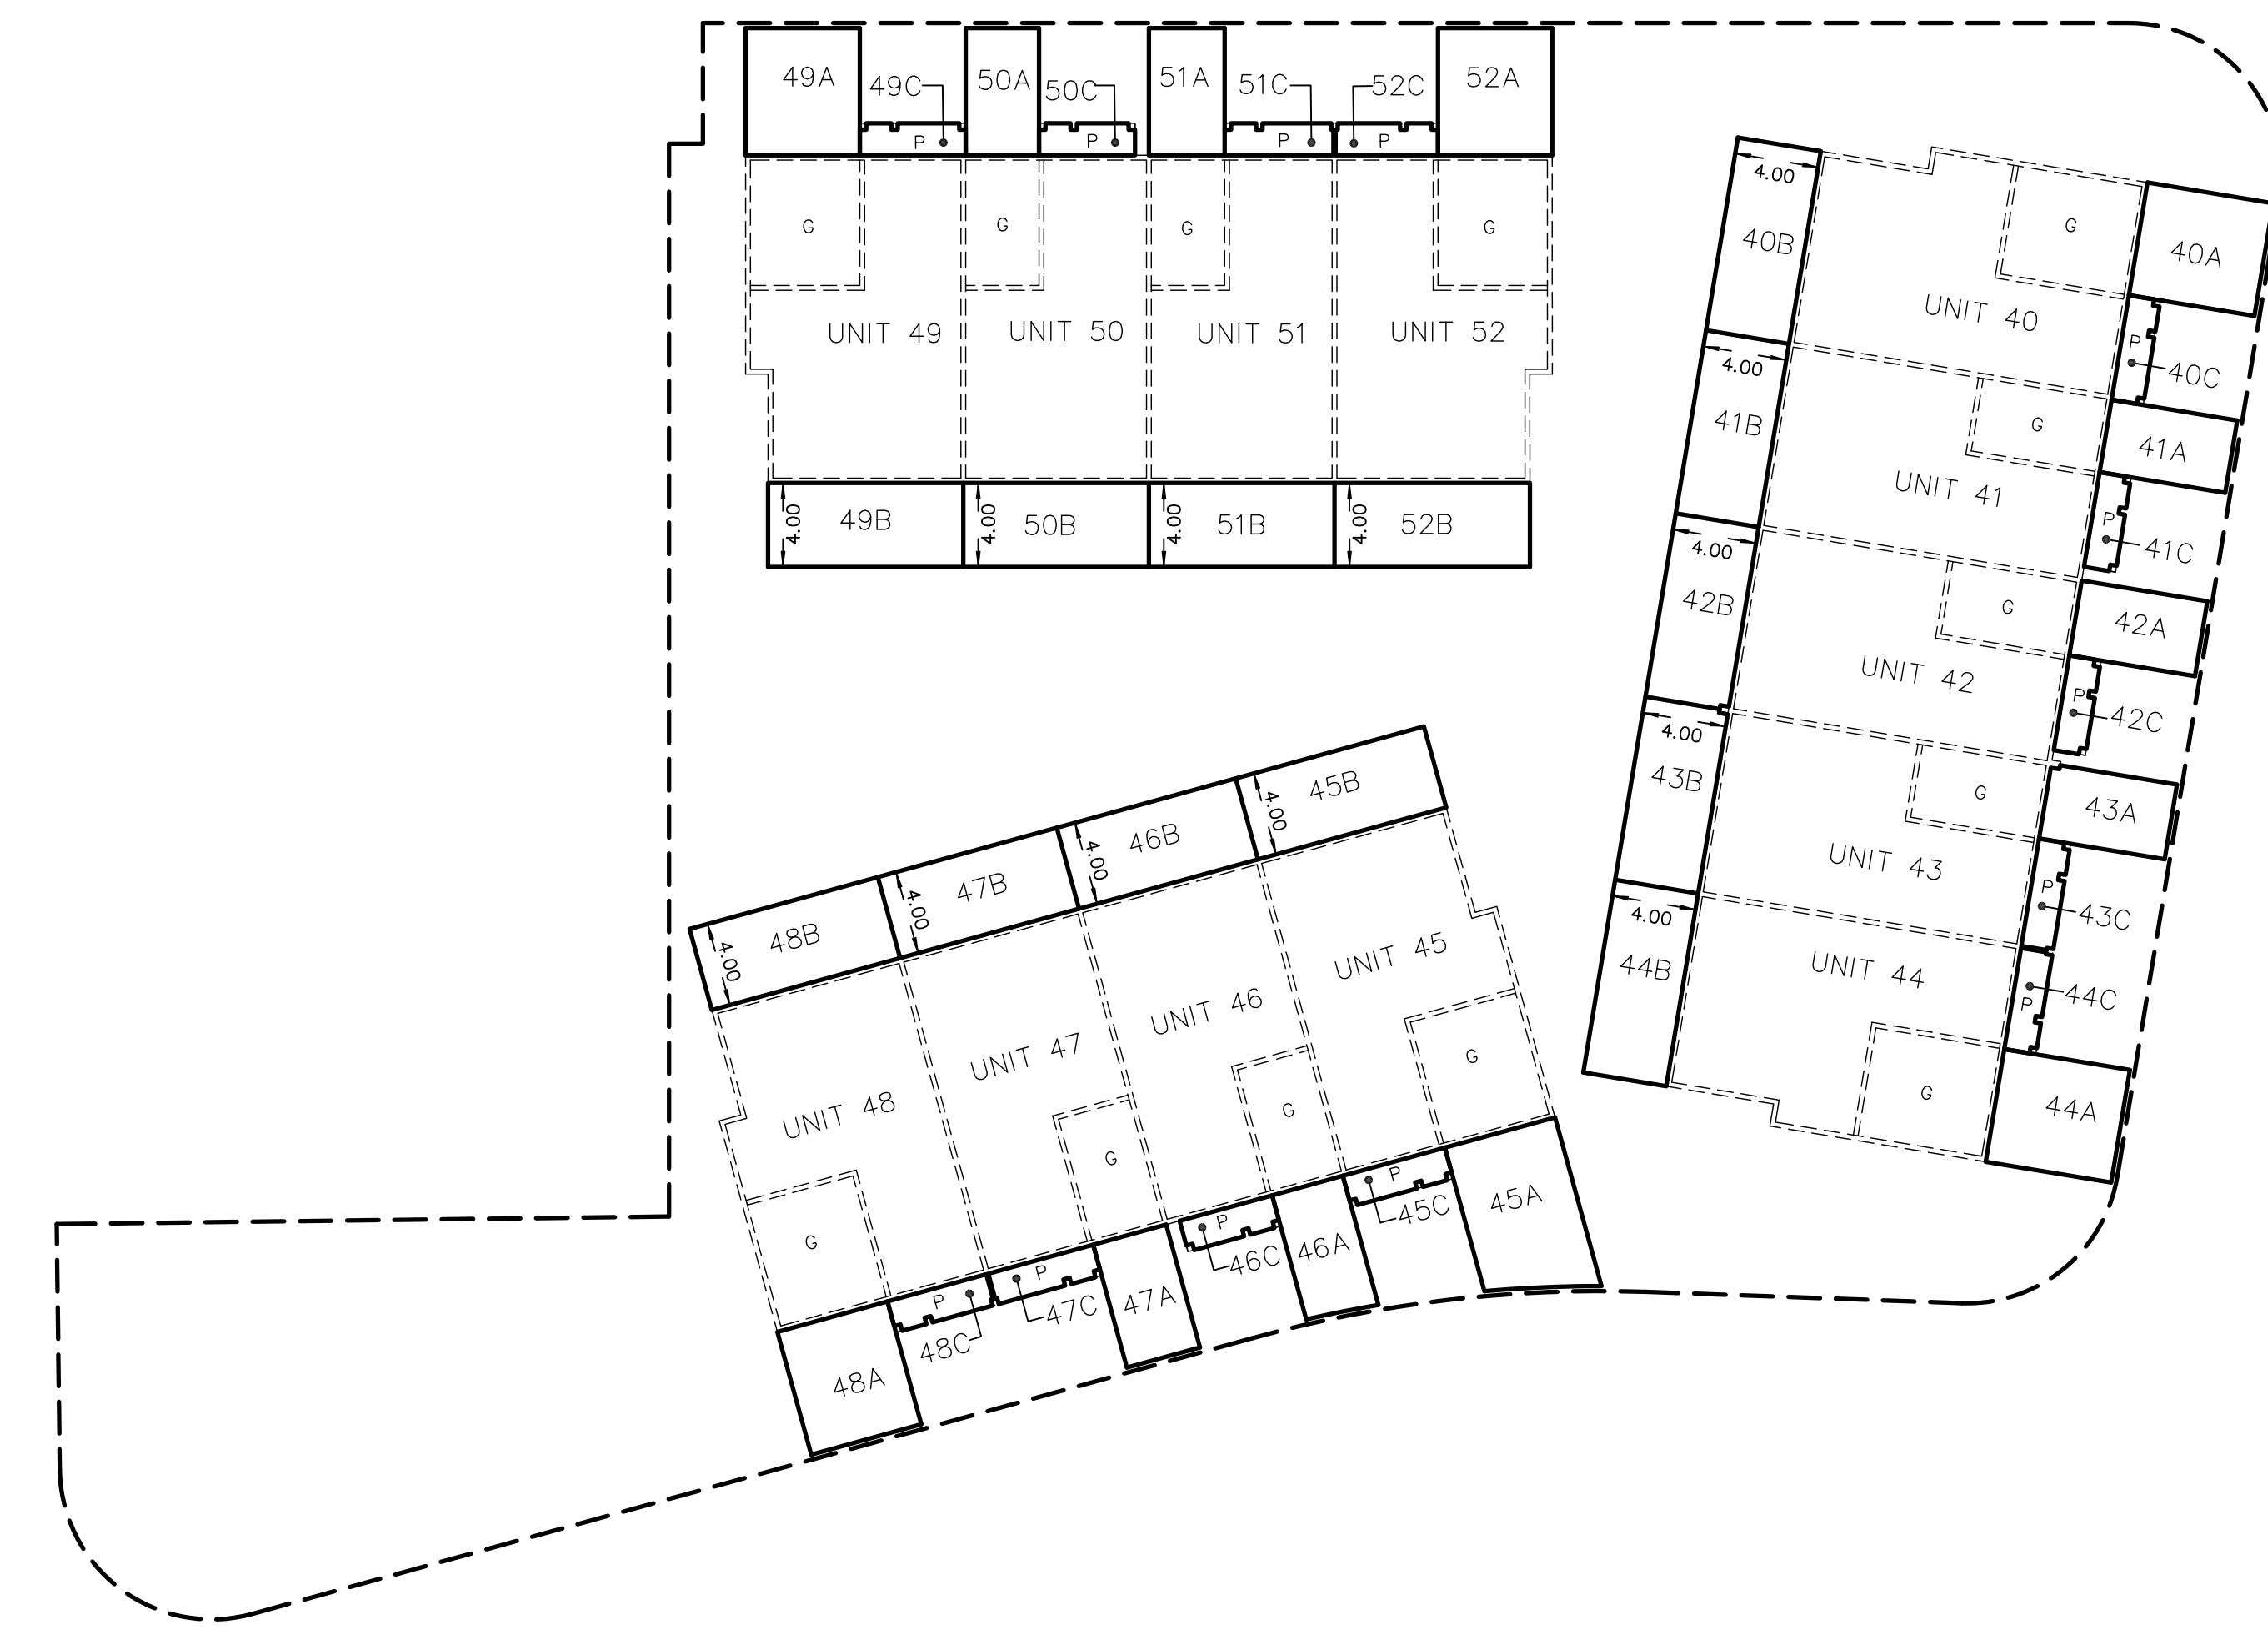 49A
49C
50A
50C
51A
51C
52C
52A
P
P
P
P
G
G
G
G
UNIT 49
UNIT 50
UNIT 51
UNIT 52
4.00
49B
4.00
50B
4.00
51B
4.00
52B
4.00
40B
G
40A
UNIT 40
P
40C
4.00
41B
G
41A
UNIT 41
P
41C
4.00
42B
G
42A
UNIT 42
P
42C
4.00
43B
G
43A
UNIT 43
P
43C
4.00
44B
UNIT 44
44C
P
G
44A
45B
4.00
46B
4.00
47B
4.00
48B
4.00
UNIT 45
UNIT 46
UNIT 47
UNIT 48
G
G
G
G
P
45C
45A
P
46C
46A
P
47C
47A
P
48C
48A